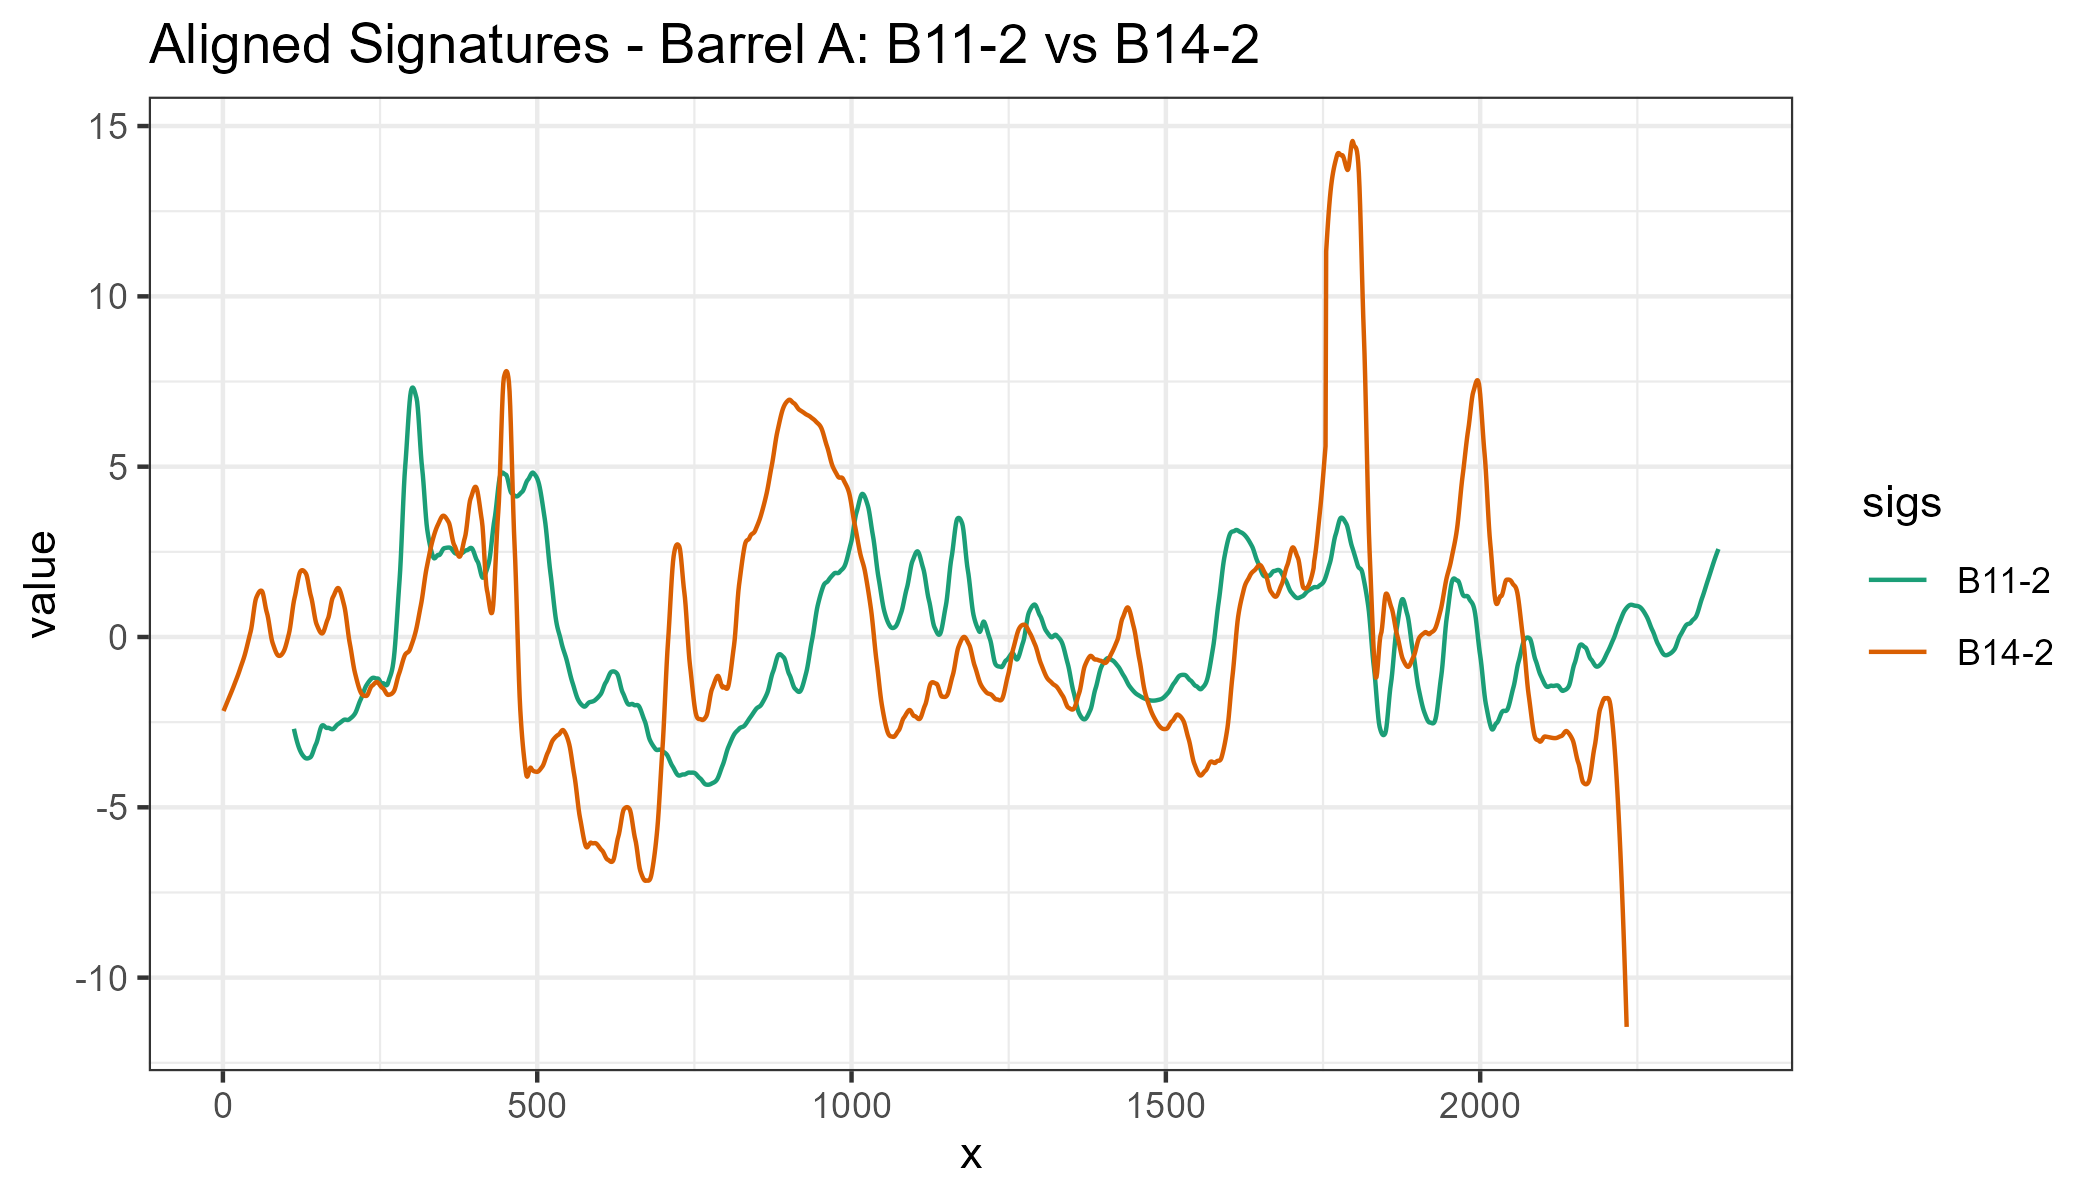 Aligned Signatures - Barrel A: B11-2 vs B14-2
15
10
5
0
-5
-10
value
0 500 1000 1500 2000
x
sigs
B11-2
B14-2